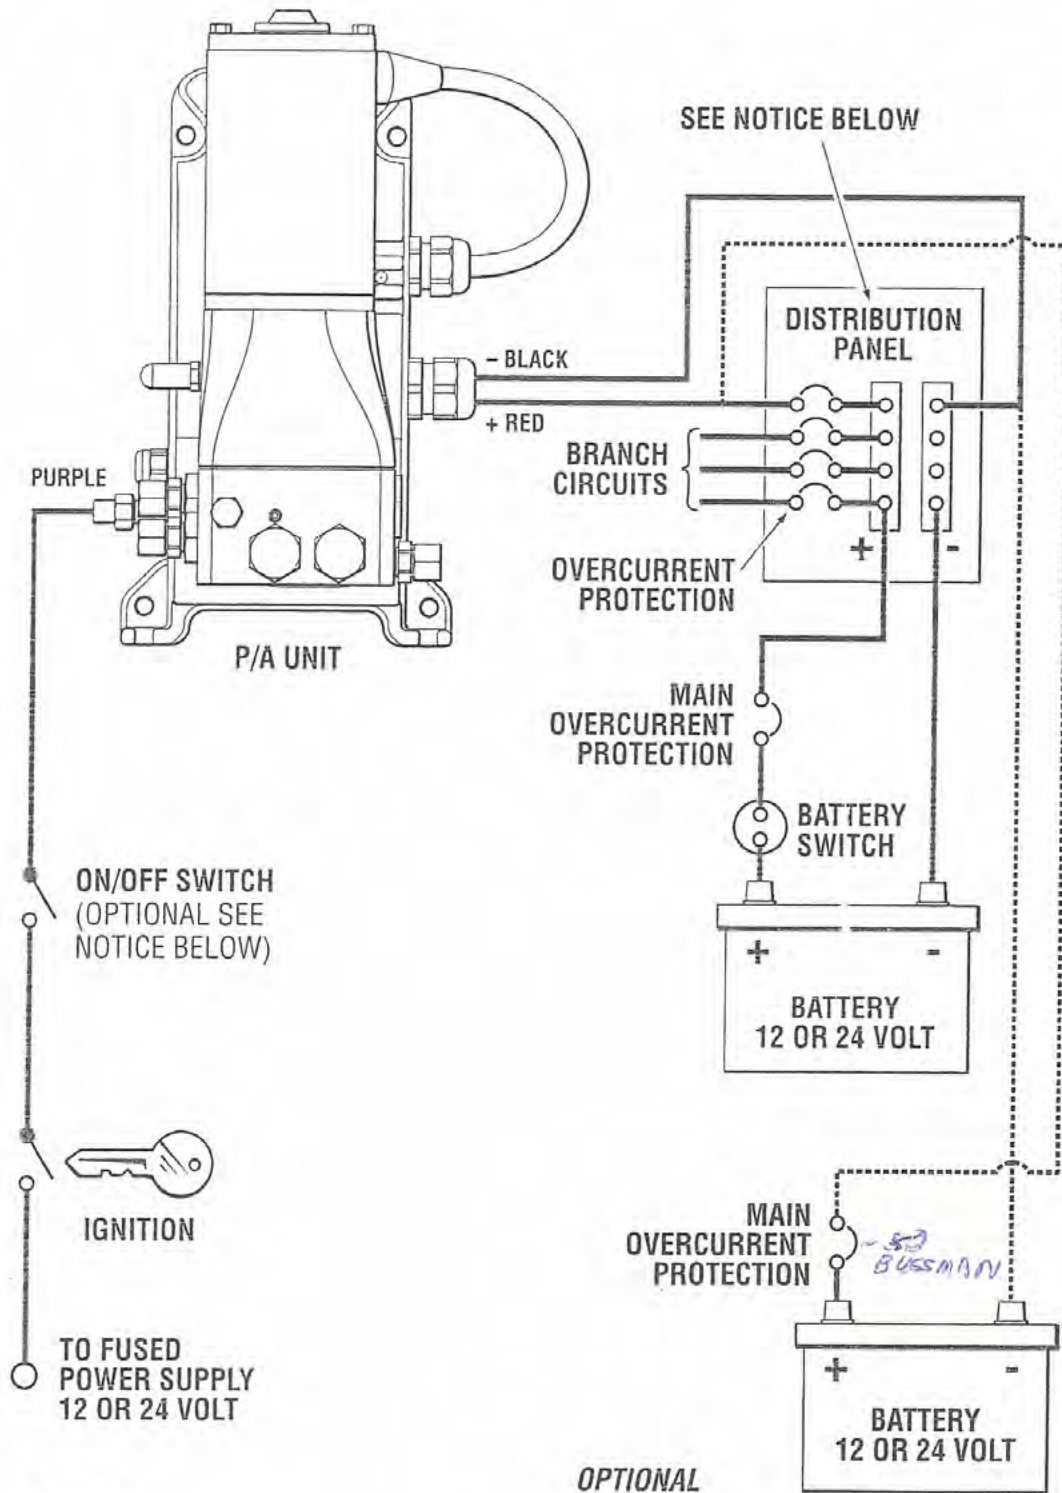 SEE NOTICE BELOW
DISTRIBUTION
PANEL
- BLACK
+ RED
BRANCH
CIRCUITS
PURPLE
+ -
OVERCURRENT
PROTECTION
P/A UNIT
MAIN
OVERCURRENT
PROTECTION
BATTERY
SWITCH
ON/OFF SWITCH
(OPTIONAL SEE
NOTICE BELOW)
+ -
BATTERY
12 OR 24 VOLT
IGNITION
MAIN
OVERCURRENT
PROTECTION
BUSSMAN
TO FUSED
POWER SUPPLY
12 OR 24 VOLT
+ -
BATTERY
12 OR 24 VOLT
OPTIONAL